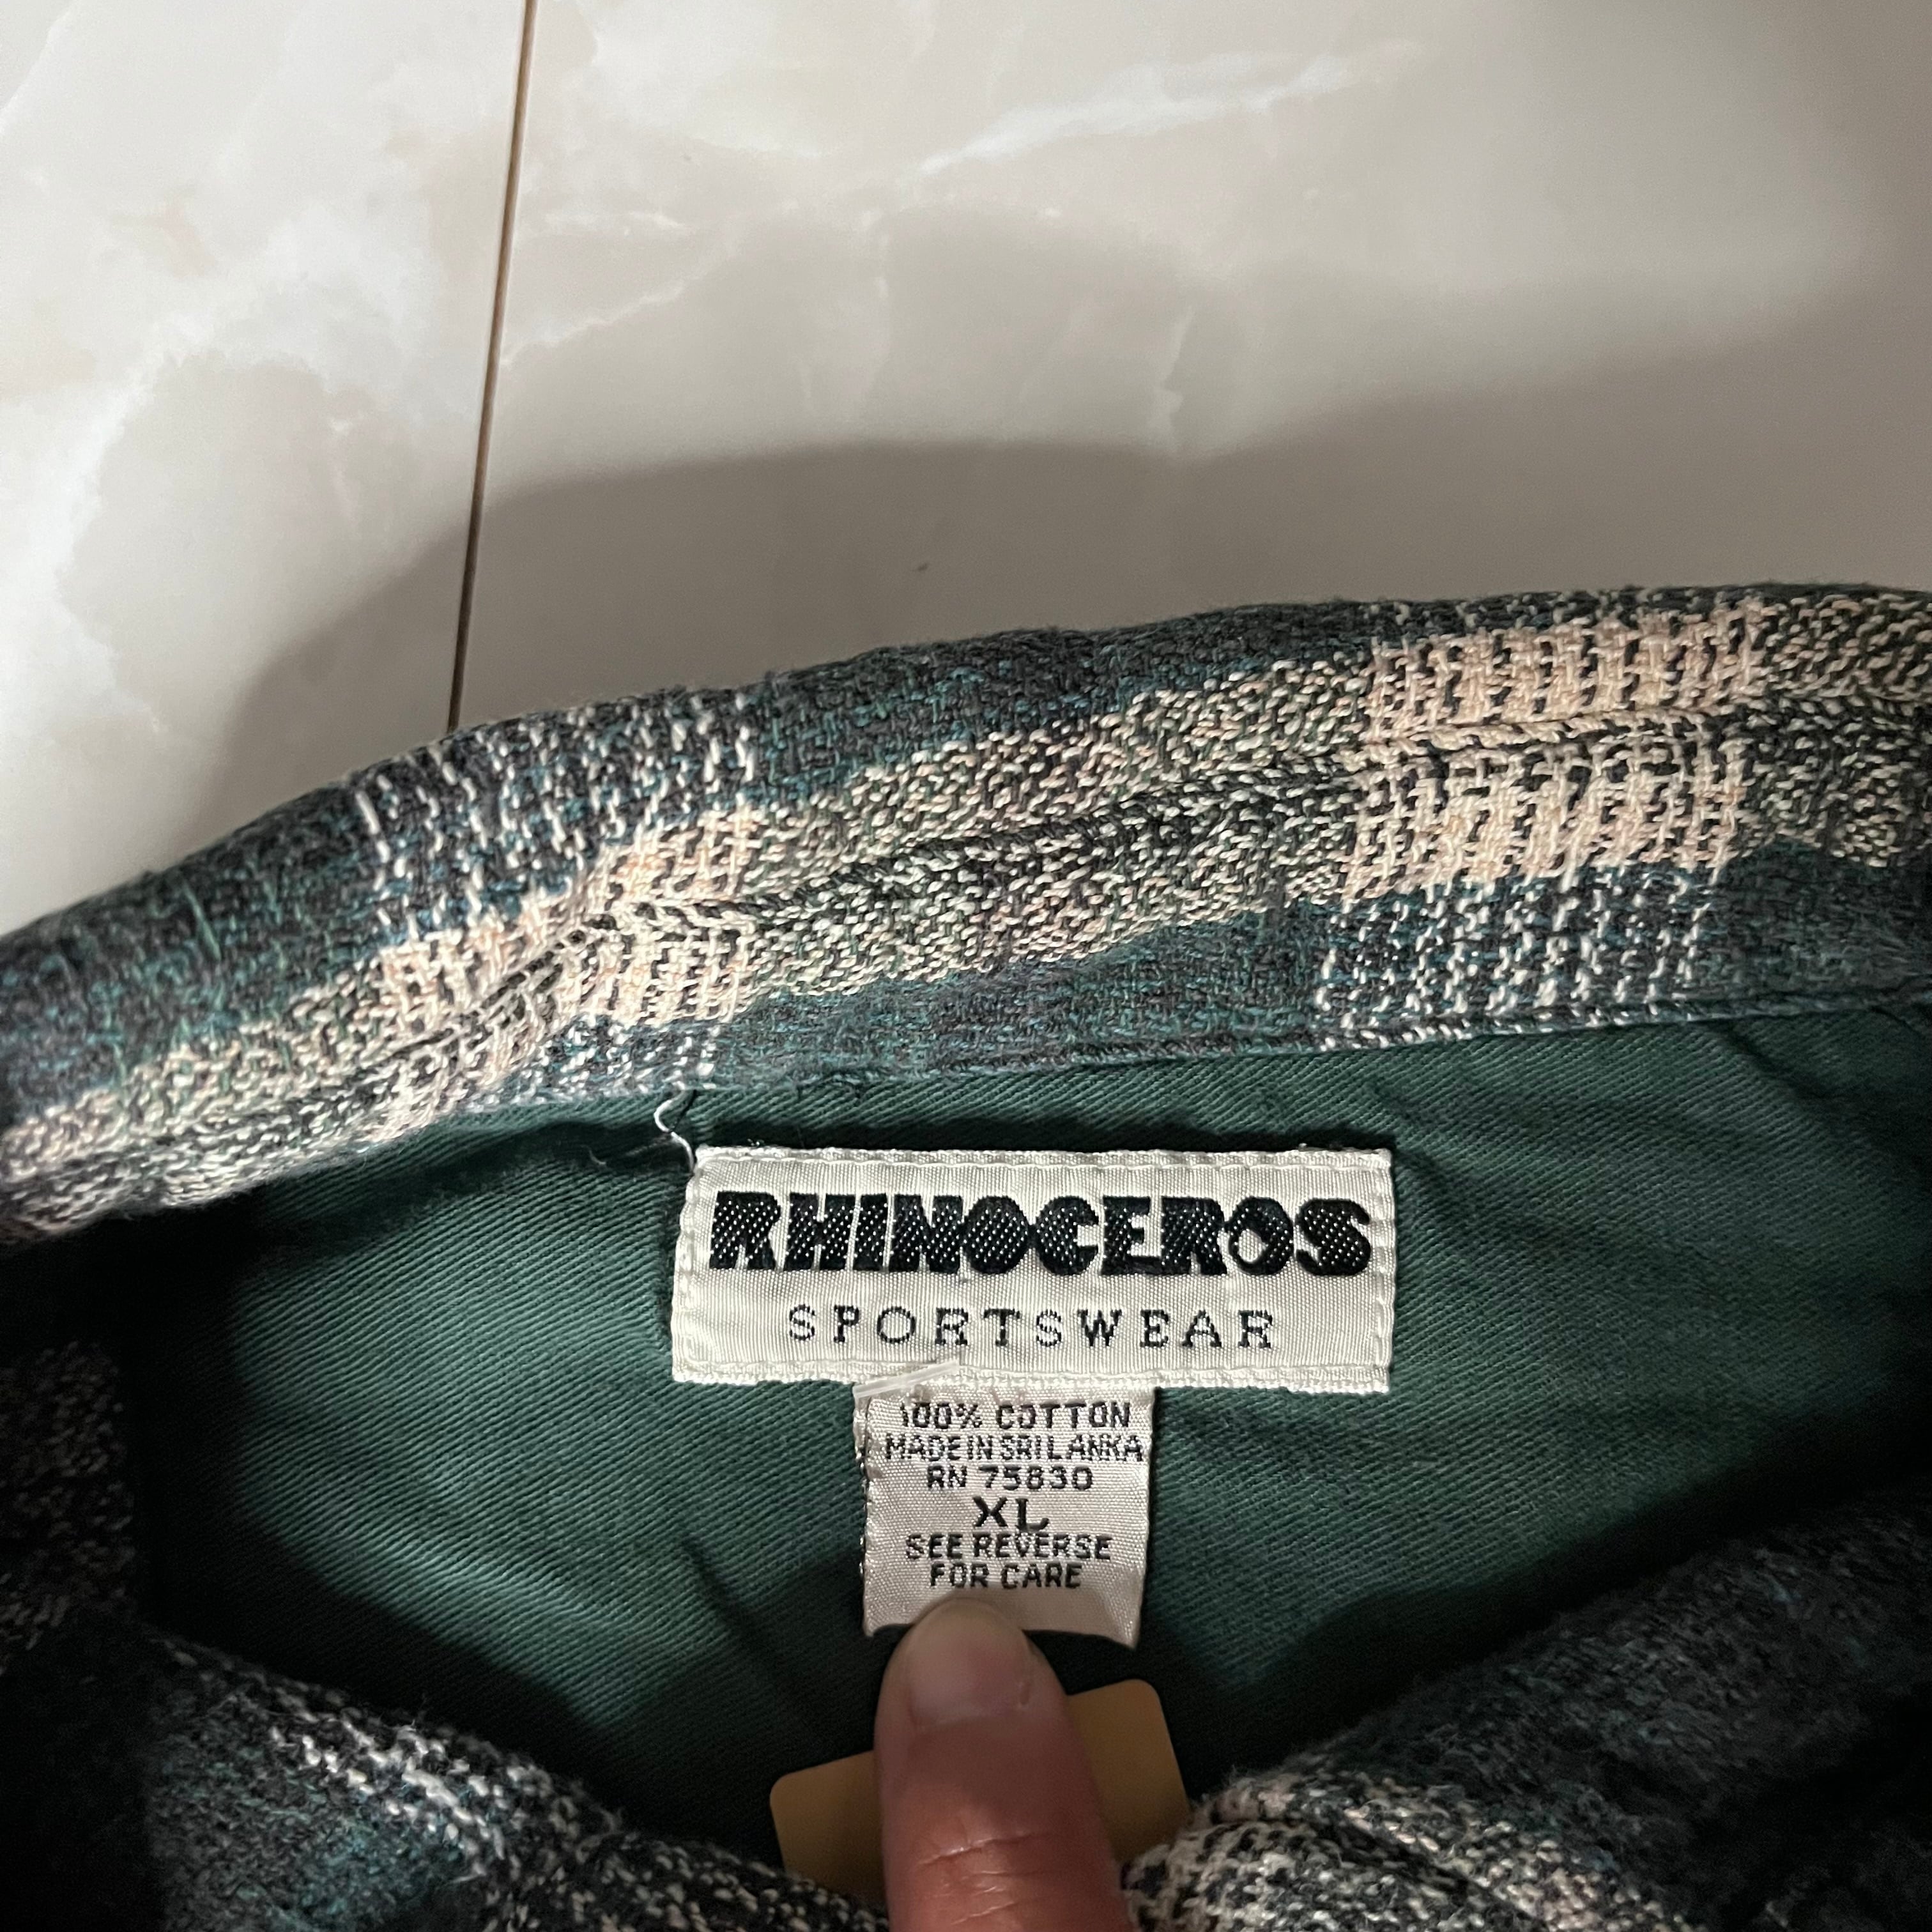 RHINOCEROS
SPORTSWEAR
100% COTTON
MADE IN SRI LANKA
RN 75830
XL
SEE REVERSE
FOR CARE